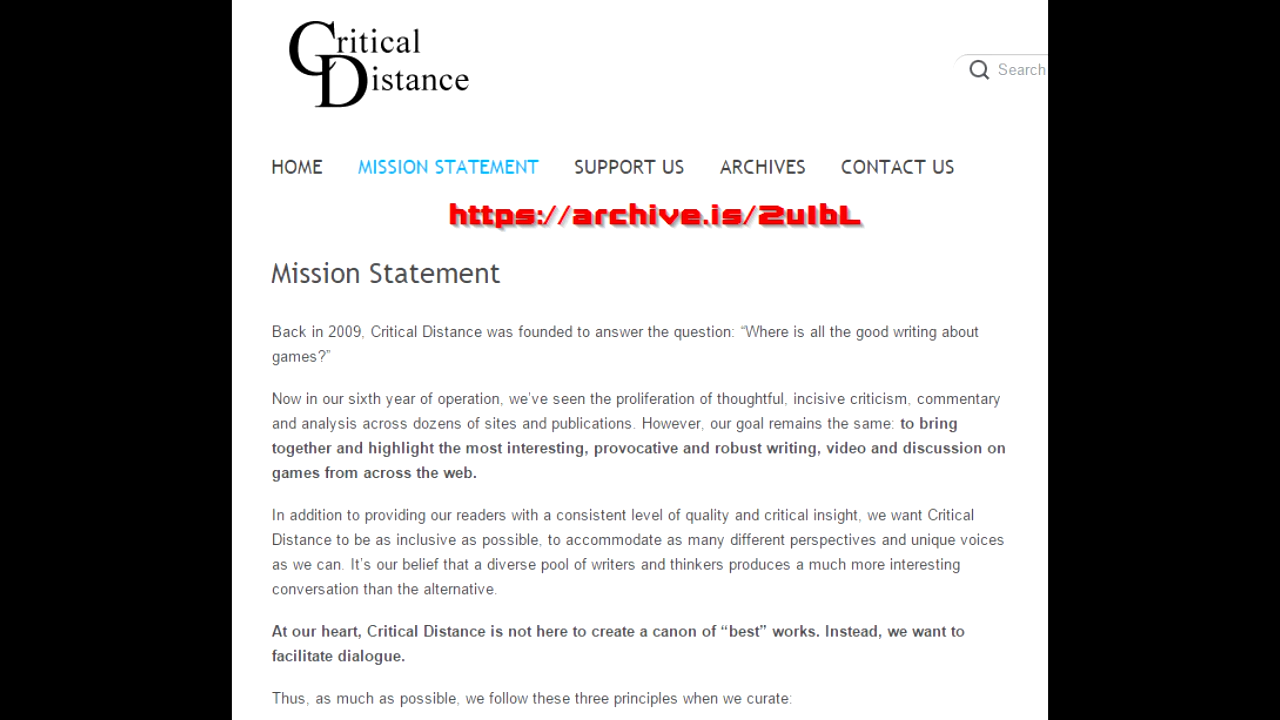 Critical
Distance
Search
HOME MISSION STATEMENT SUPPORT US ARCHIVES CONTACT US
https://archive.is/2uIbL
Mission Statement
Back in 2009, Critical Distance was founded to answer the question: “Where is all the good writing about
games?”
Now in our sixth year of operation, we’ve seen the proliferation of thoughtful, incisive criticism, commentary
and analysis across dozens of sites and publications. However, our goal remains the same: to bring
together and highlight the most interesting, provocative and robust writing, video and discussion on
games from across the web.
In addition to providing our readers with a consistent level of quality and critical insight, we want Critical
Distance to be as inclusive as possible, to accommodate as many different perspectives and unique voices
as we can. It’s our belief that a diverse pool of writers and thinkers produces a much more interesting
conversation than the alternative.
At our heart, Critical Distance is not here to create a canon of “best” works. Instead, we want to
facilitate dialogue.
Thus, as much as possible, we follow these three principles when we curate: